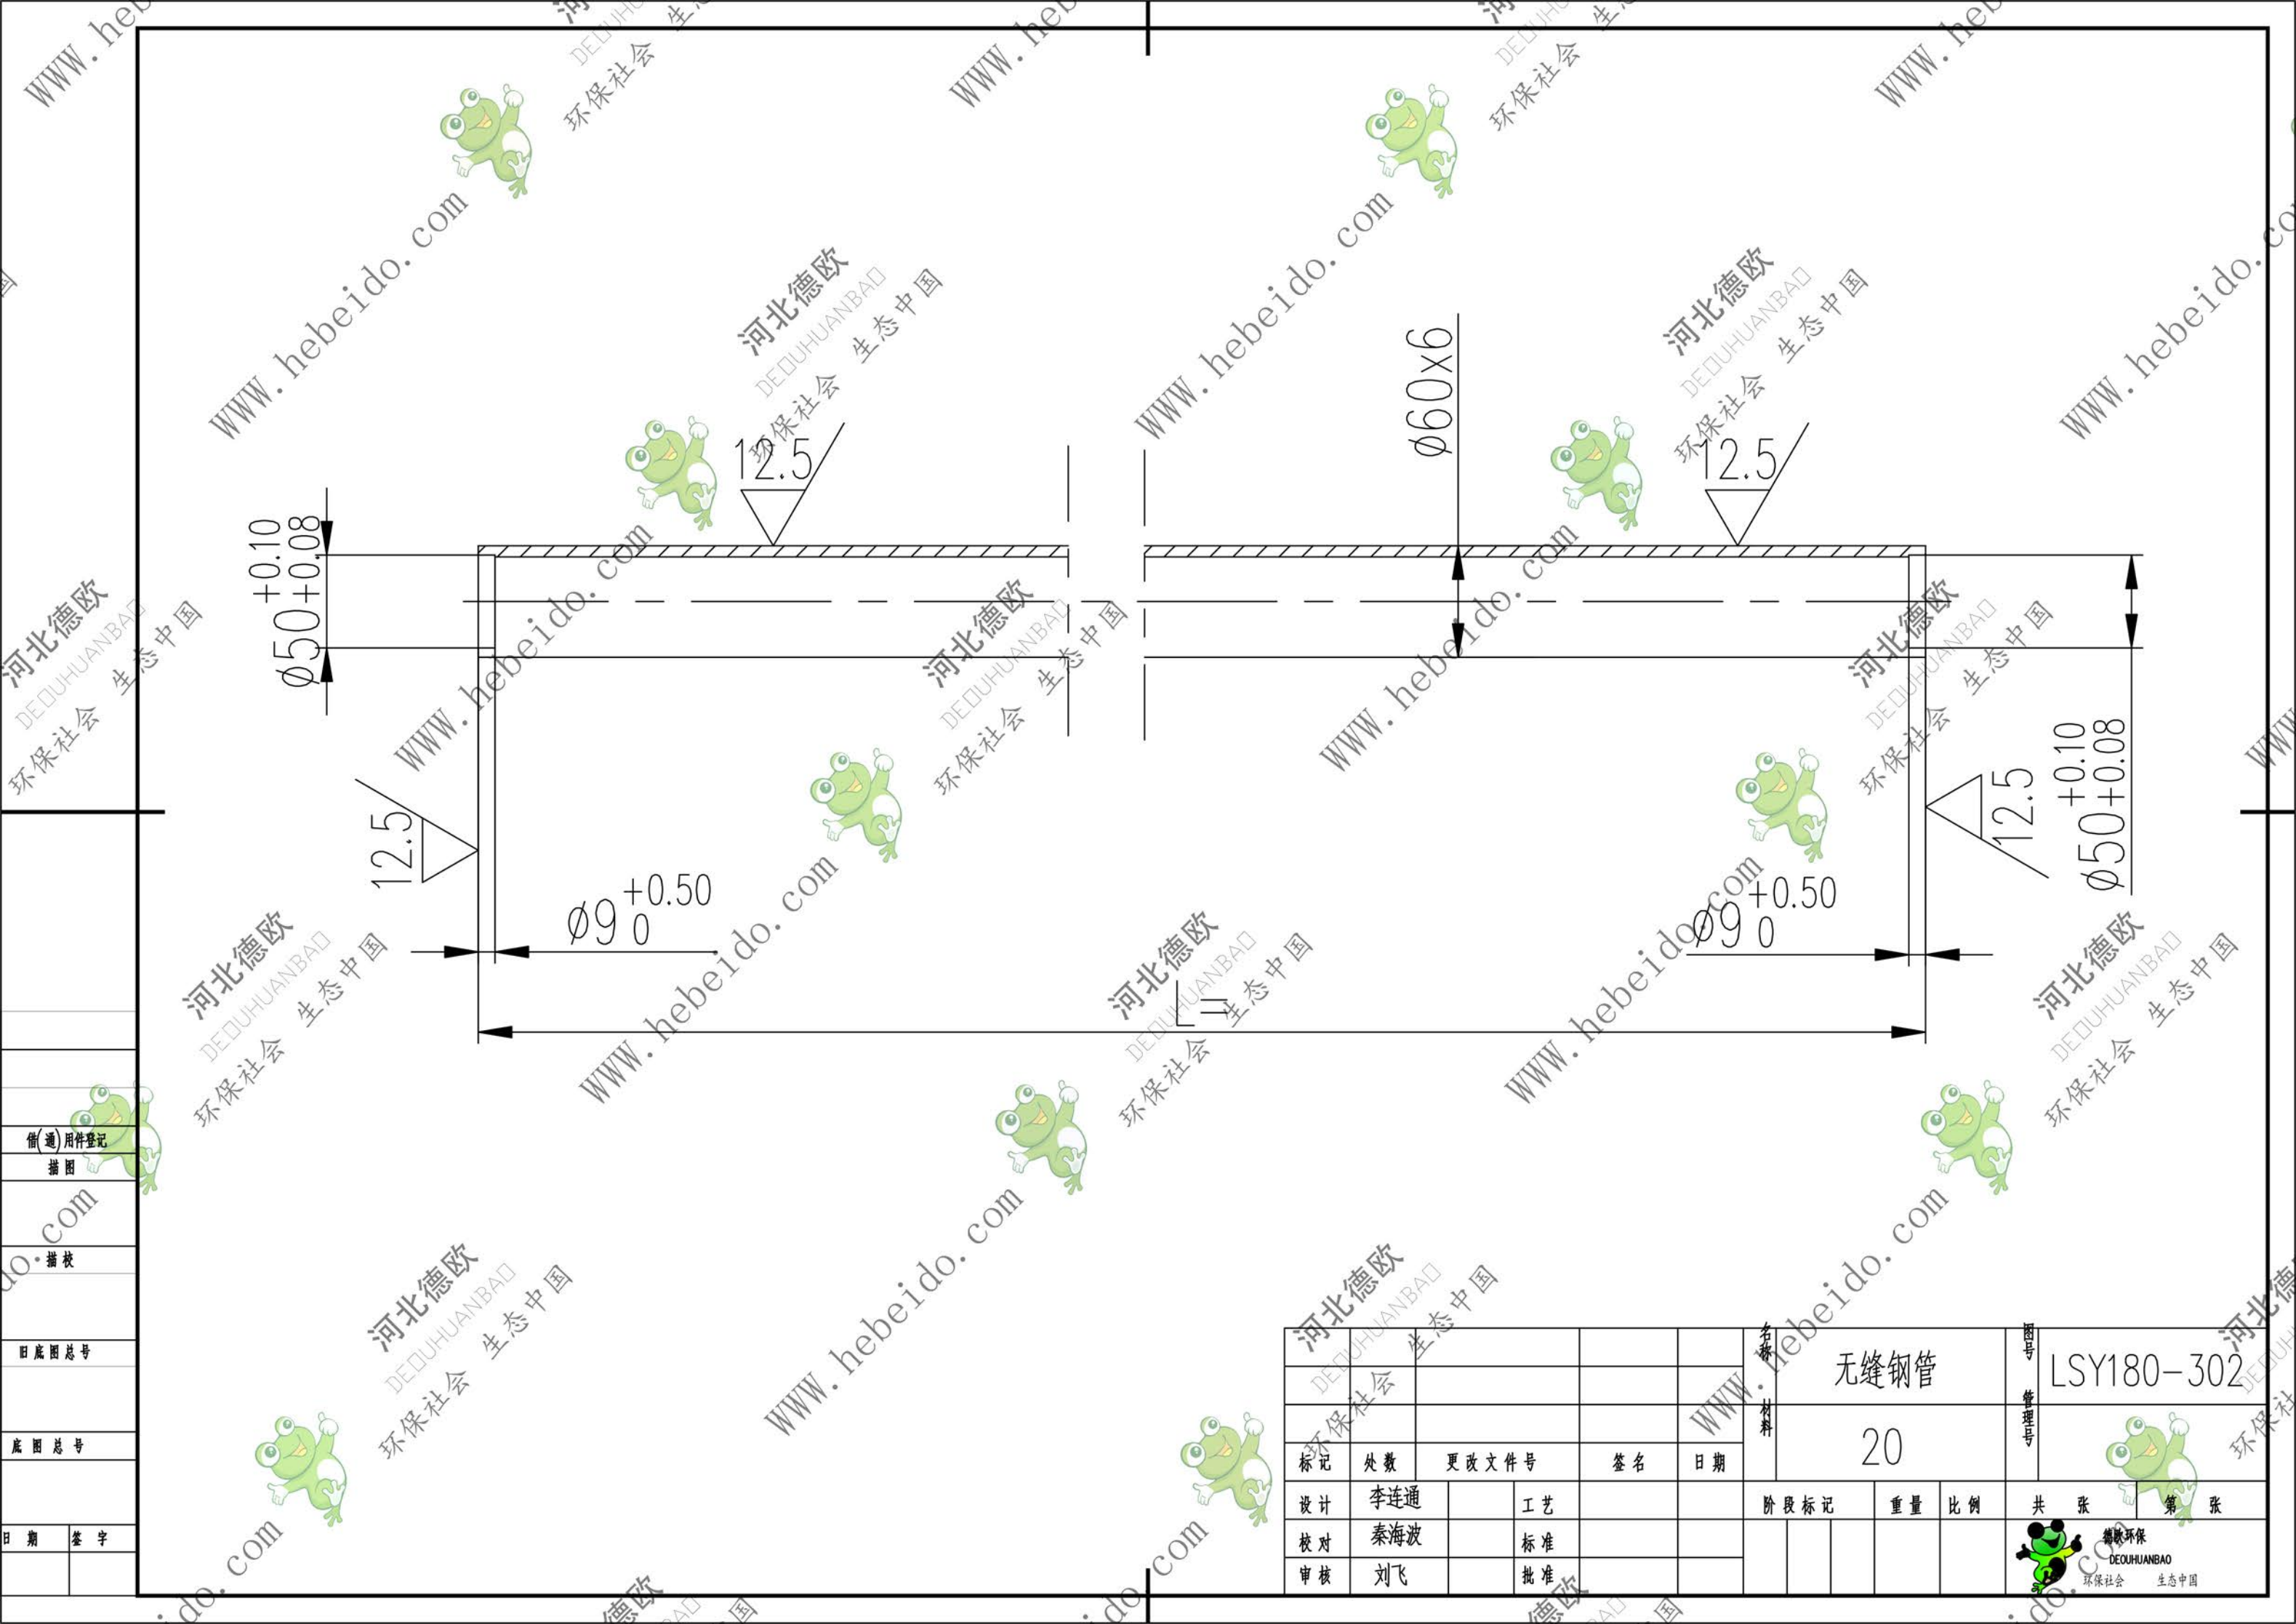 WWW.hebeido.com
河北德欧
DEOUHUANBAO
环保社会 生态中国
ø60x6
12.5
12.5
ø50 +0.10 +0.08
12.5
12.5
ø50 +0.10 +0.08
ø9 +0.50 0
ø9 +0.50 0
L=
借(通)用件登记
描图
描校
旧底图总号
底图总号
日期 签字
名称 无缝钢管 图号 LSY180-302
材料 20 管理号
标记 处数 更改文件号 签名 日期
设计 李连通 工艺 阶段标记 重量 比例 共 张 第 张
校对 秦海波 标准
审核 刘飞 批准
德欧环保
DEOUHUANBAO
环保社会 生态中国